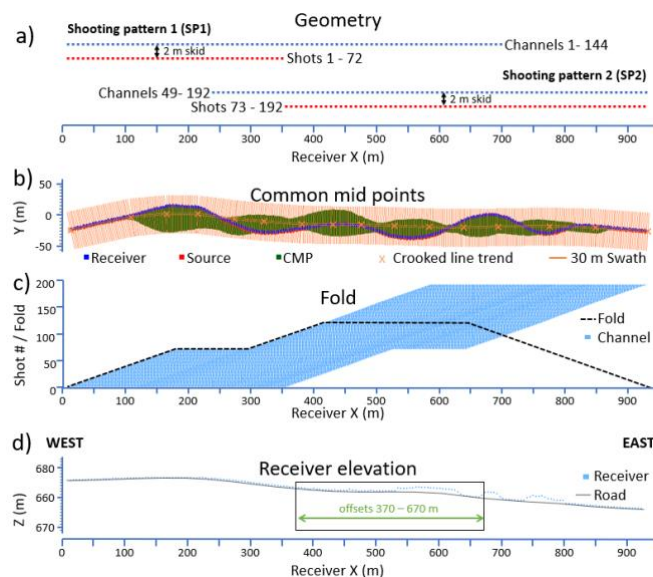 Geometry
a)
Shooting pattern 1 (SP1)
2 m skid
Channels 1- 144
Shots 1 - 72
Shooting pattern 2 (SP2)
Channels 49- 192
2 m skid
Shots 73 - 192
0 100 200 300 400 500 600 700 800 900
Receiver X (m)
b)
Common mid points
Y (m)
50
0
-50
Receiver Source CMP Crooked line trend 30 m Swath
c)
Fold
Shot # / Fold
200
150
100
50
0
Fold
Channel
0 100 200 300 400 500 600 700 800 900
Receiver X (m)
d)
WEST EAST
Receiver elevation
Z (m)
680
660
670
Receiver
Road
offsets 370 – 670 m
0 100 200 300 400 500 600 700 800 900
Receiver X (m)